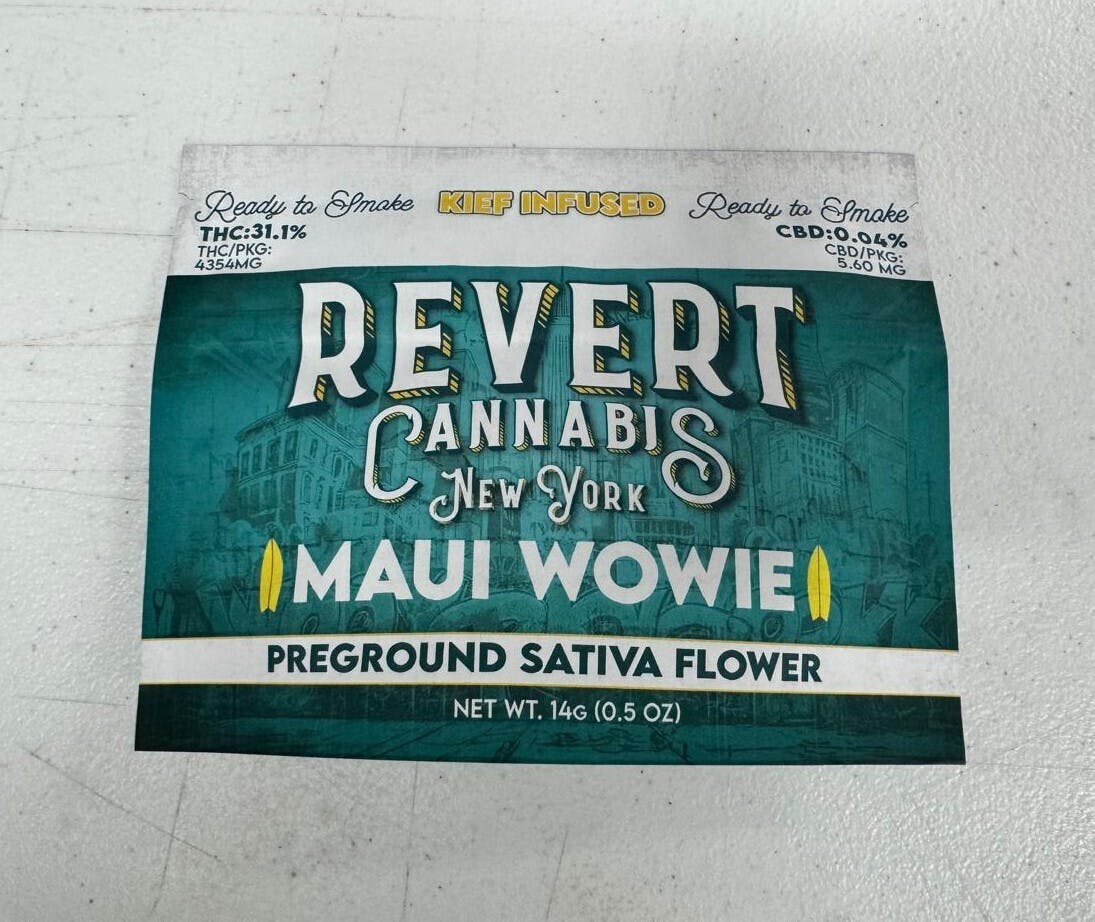 Ready to Smoke KIEF INFUSED Ready to Smoke
THC:31.1%
THC/PKG:
4354MG
CBD:0.04%
CBD/PKG:
5.60 MG
REVERT
CANNABIS
NEW YORK
MAUI WOWIE
PREGROUND SATIVA FLOWER
NET WT. 14G (0.5 OZ)